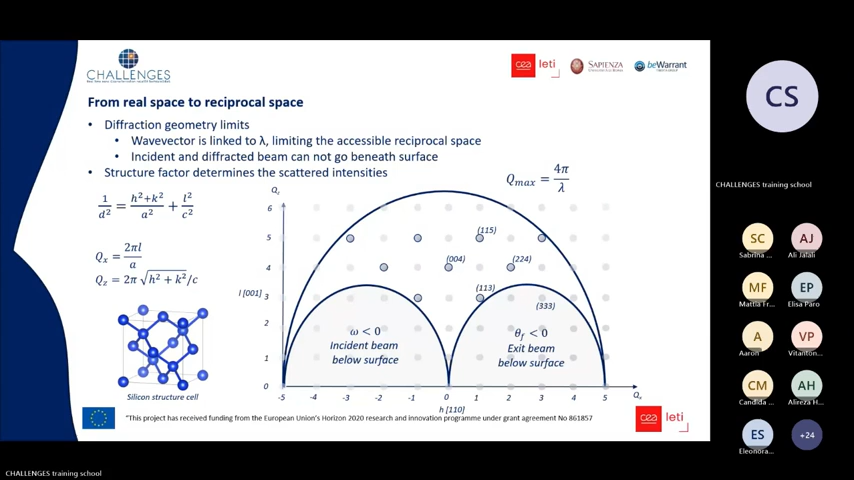 CHALLENGES
cea leti
SAPIENZA
beWarrant
From real space to reciprocal space
• Diffraction geometry limits
• Wavevector is linked to λ, limiting the accessible reciprocal space
• Incident and diffracted beam can not go beneath surface
• Structure factor determines the scattered intensities
1/d² = (h²+k²)/a² + l²/c²
Qₓ = 2πl/a
Q_z = 2π √(h² + k²)/c
Silicon structure cell
Q_max = 4π/λ
Q_z
6
5
4
l [001] 3
2
1
0
(115)
(004)
(224)
(113)
(333)
ω < 0
Incident beam
below surface
θ_f < 0
Exit beam
below surface
-5 -4 -3 -2 -1 0 1 2 3 4 5
Qₓ
h [110]
"This project has received funding from the European Union's Horizon 2020 research and innovation programme under grant agreement No 861857
cea leti
CS
CHALLENGES training school
SC
Sabrina ...
AJ
Ali Jalali
MF
Mattia Fr...
EP
Elisa Paro
A
Aaron
VP
Vitanton...
CM
Candida ...
AH
Alireza H...
ES
Eleonora...
+24
CHALLENGES training school